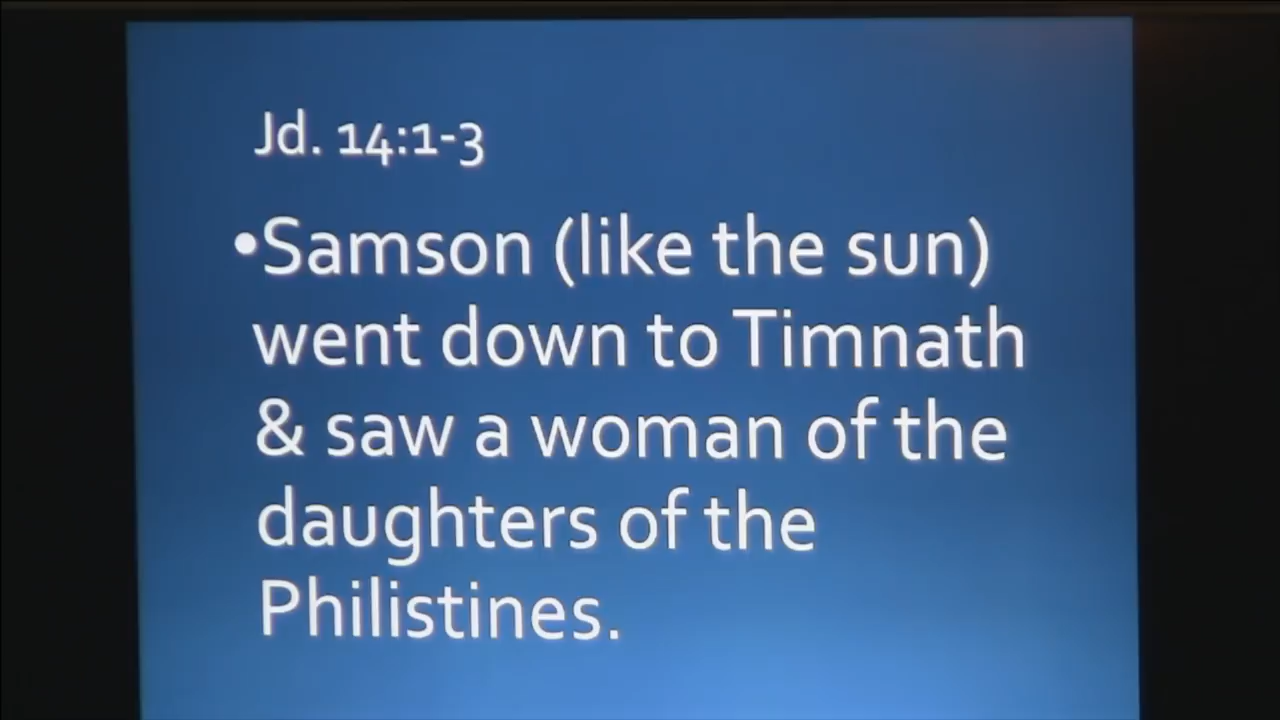 Jd. 14:1-3
•Samson (like the sun)
went down to Timnath
& saw a woman of the
daughters of the
Philistines.